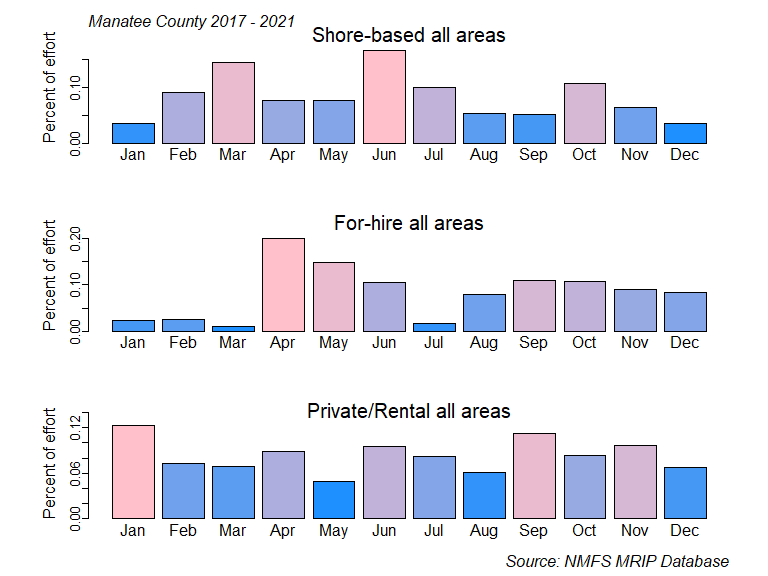 Manatee County 2017 - 2021
Shore-based all areas
Percent of effort
0.00 0.10
Jan Feb Mar Apr May Jun Jul Aug Sep Oct Nov Dec
For-hire all areas
Percent of effort
0.00 0.10 0.20
Jan Feb Mar Apr May Jun Jul Aug Sep Oct Nov Dec
Private/Rental all areas
Percent of effort
0.00 0.06 0.12
Jan Feb Mar Apr May Jun Jul Aug Sep Oct Nov Dec
Source: NMFS MRIP Database